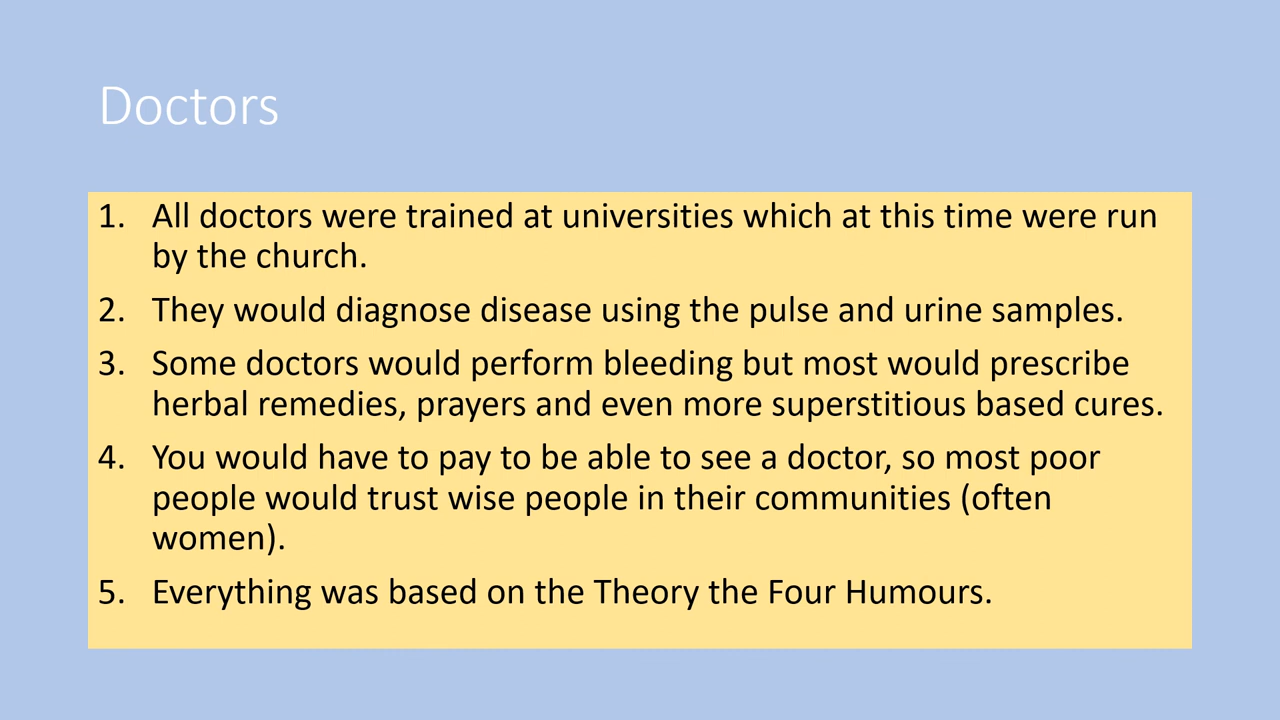 Doctors
1. All doctors were trained at universities which at this time were run
by the church.
2. They would diagnose disease using the pulse and urine samples.
3. Some doctors would perform bleeding but most would prescribe
herbal remedies, prayers and even more superstitious based cures.
4. You would have to pay to be able to see a doctor, so most poor
people would trust wise people in their communities (often
women).
5. Everything was based on the Theory the Four Humours.